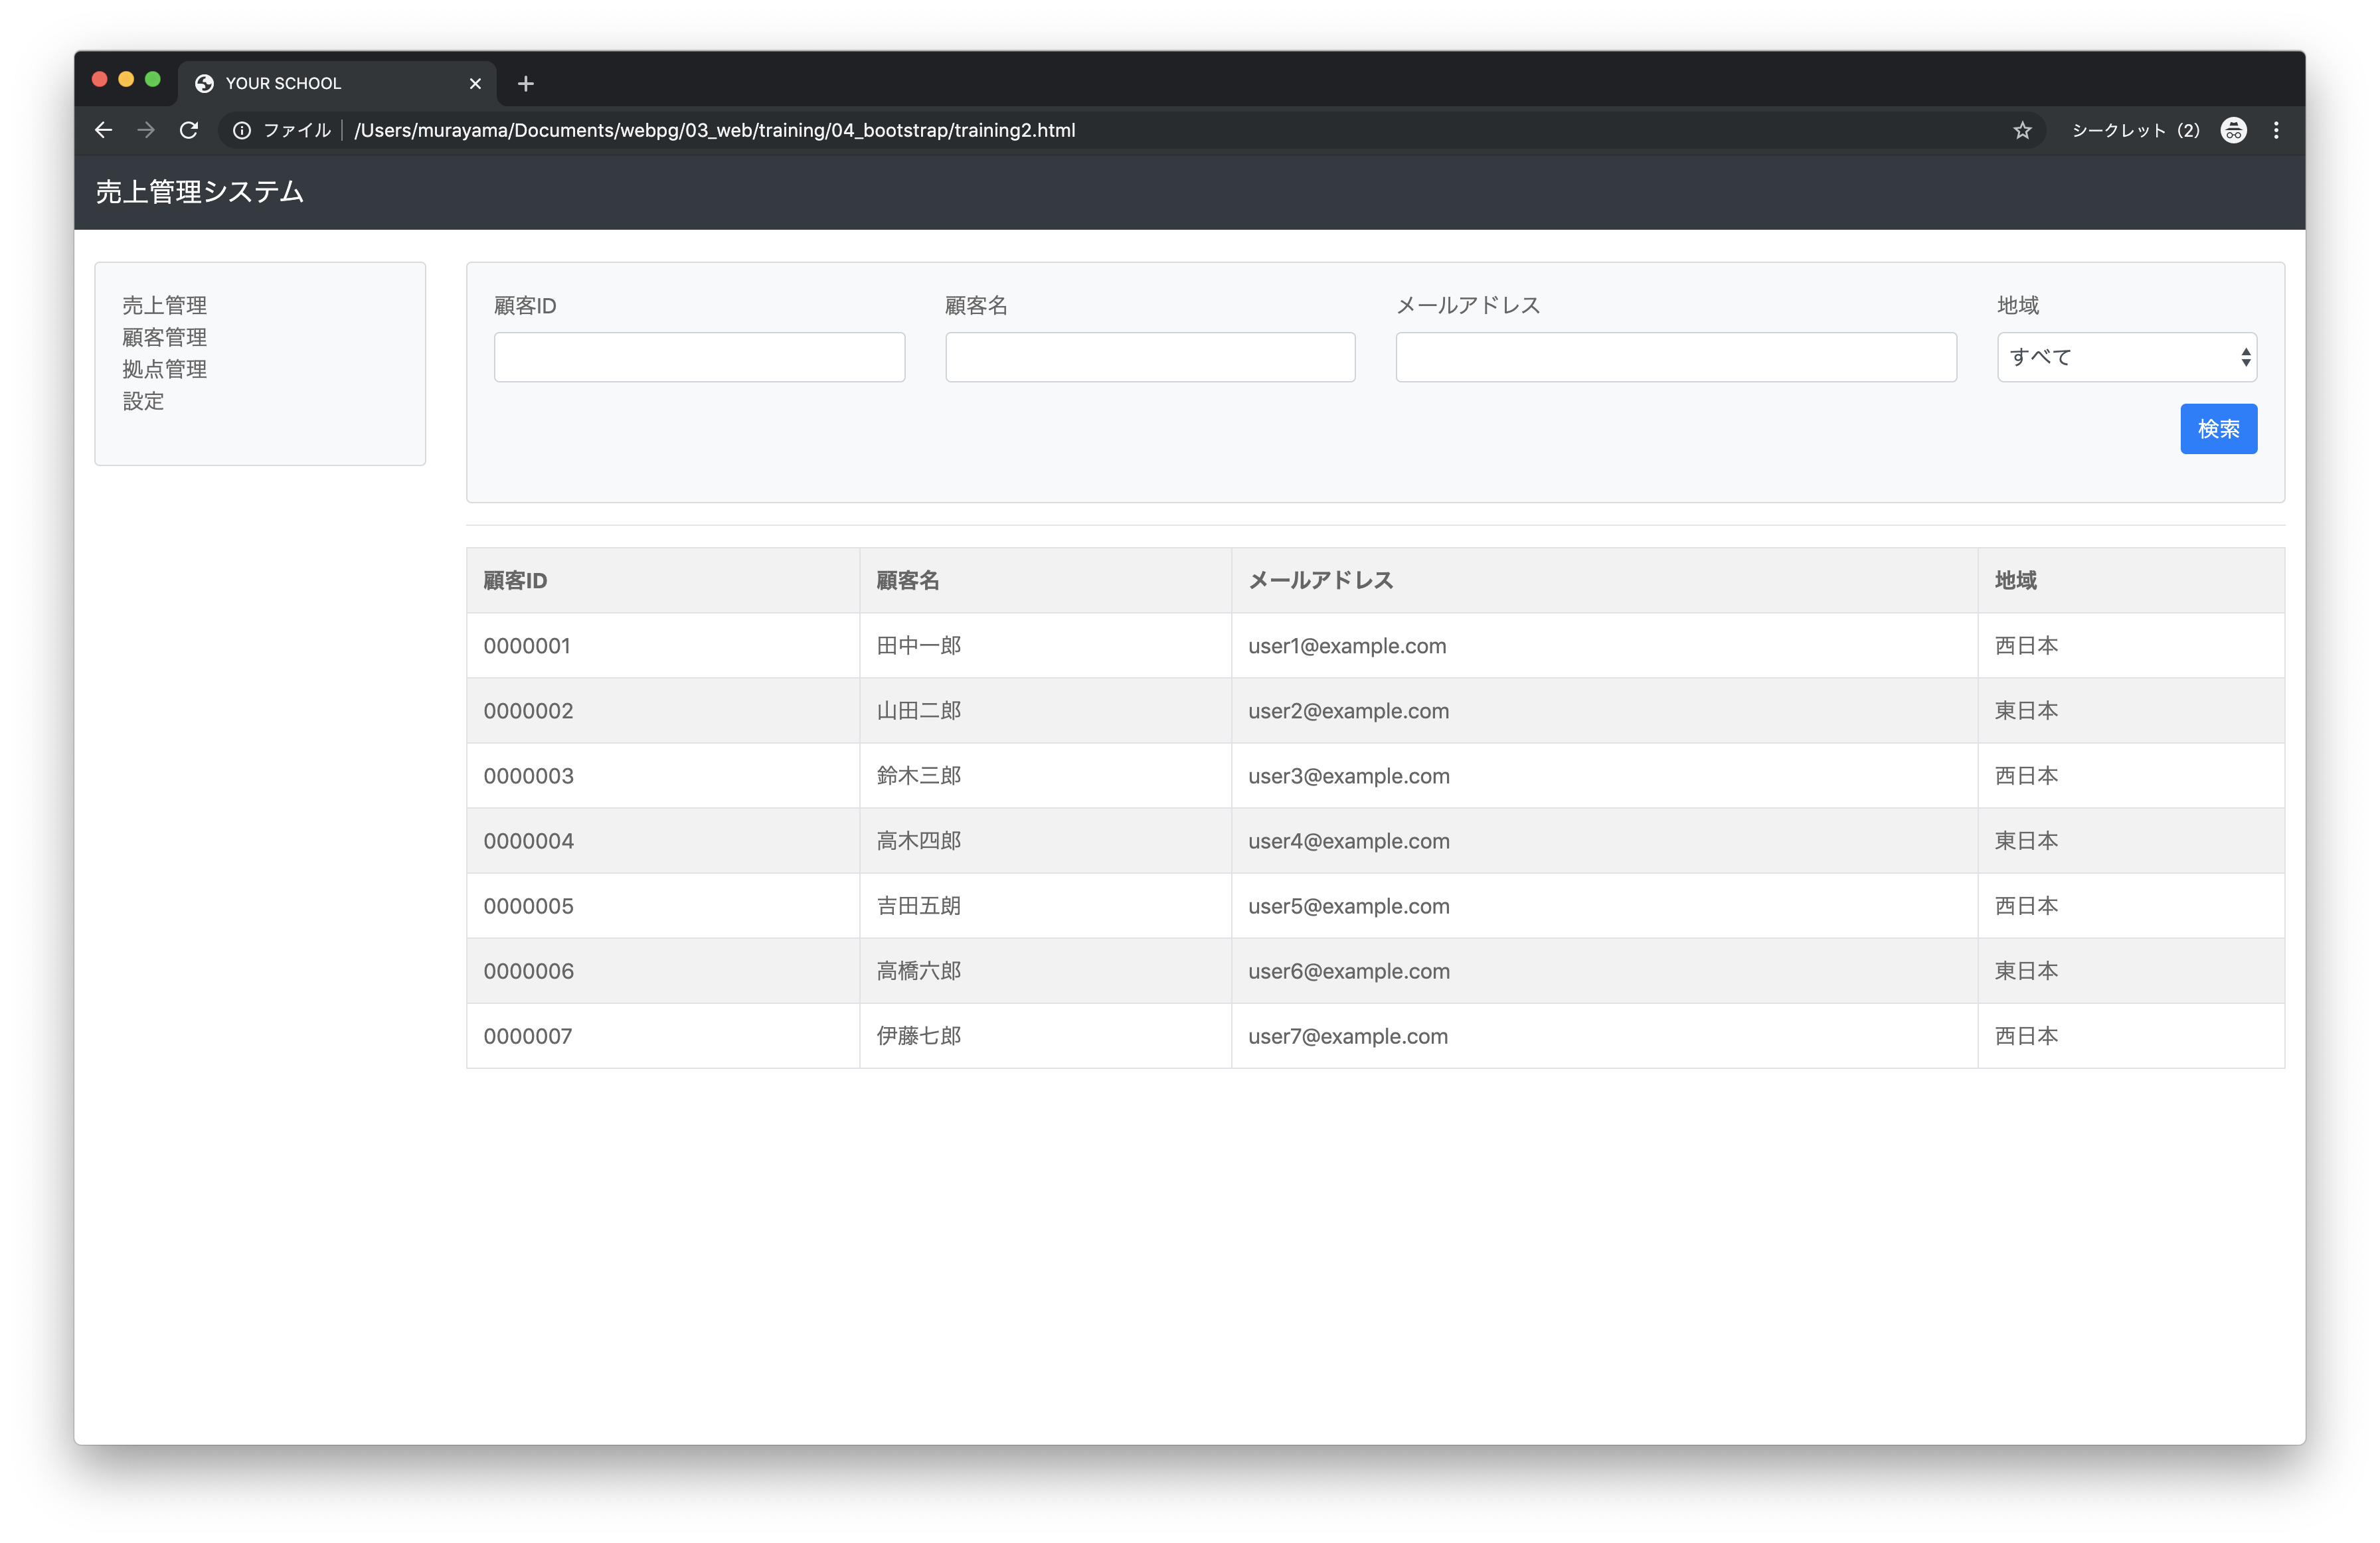 YOUR SCHOOL
ファイル /Users/murayama/Documents/webpg/03_web/training/04_bootstrap/training2.html シークレット（2）
売上管理システム
売上管理
顧客管理
拠点管理
設定
顧客ID 顧客名 メールアドレス 地域
すべて
検索
顧客ID 顧客名 メールアドレス 地域
0000001 田中一郎 user1@example.com 西日本
0000002 山田二郎 user2@example.com 東日本
0000003 鈴木三郎 user3@example.com 西日本
0000004 高木四郎 user4@example.com 東日本
0000005 吉田五朗 user5@example.com 西日本
0000006 高橋六郎 user6@example.com 東日本
0000007 伊藤七郎 user7@example.com 西日本